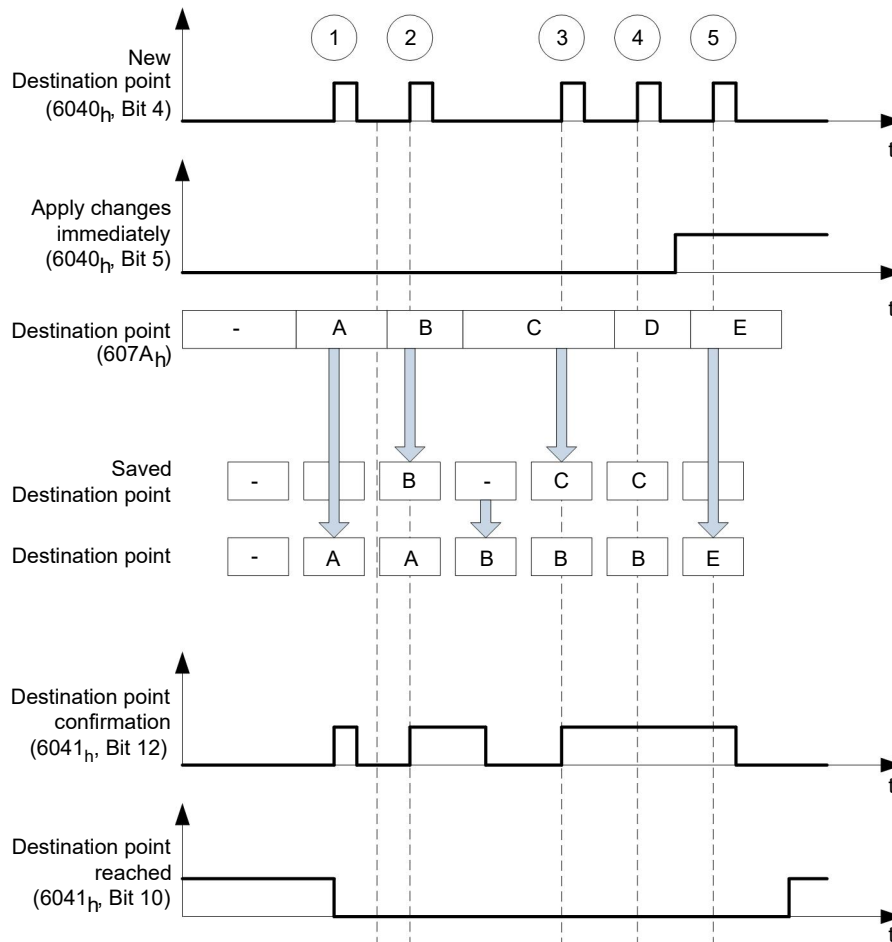 1 2 3 4 5
New
Destination point
(6040h, Bit 4)
t
Apply changes
immediately
(6040h, Bit 5)
t
Destination point
(607Ah)
- A B C D E
Saved
Destination point
- B - C C
Destination point
- A A B B B E
Destination point
confirmation
(6041h, Bit 12)
t
Destination point
reached
(6041h, Bit 10)
t